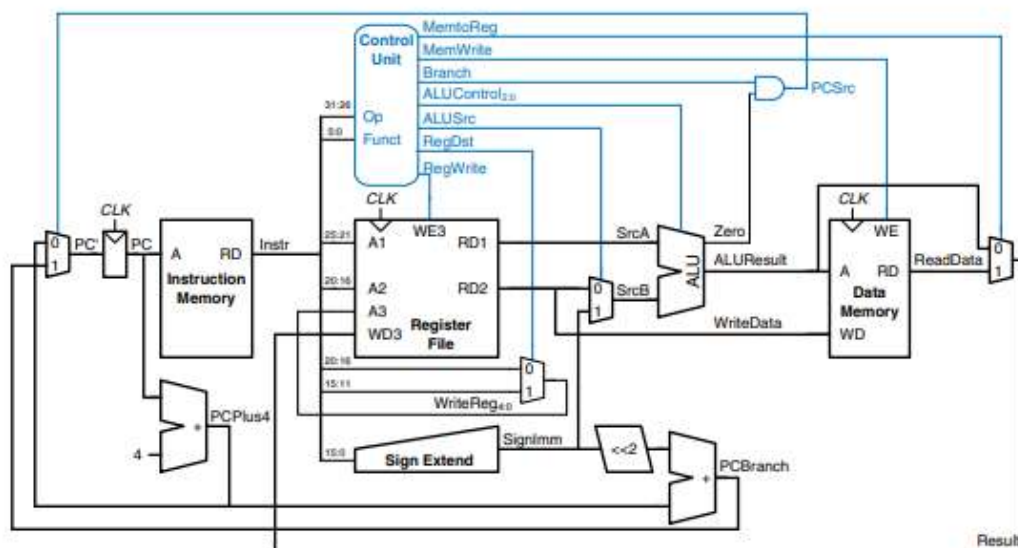 MemtoReg
Control Unit
MemWrite
Branch
ALUControl2:0
PCSrc
31:26
Op
ALUSrc
5:0
Funct
RegDst
RegWrite
CLK
CLK
CLK
WE3
WE
0
1
PC'
PC
A
RD
Instr
25:21
A1
RD1
SrcA
Zero
ALU
ALUResult
A
RD
ReadData
0
1
Instruction Memory
20:16
A2
RD2
0
1
SrcB
Data Memory
A3
WD3
Register File
WriteData
WD
20:16
0
15:11
1
WriteReg4:0
PCPlus4
+
4
SignImm
15:0
Sign Extend
<<2
+
PCBranch
Result